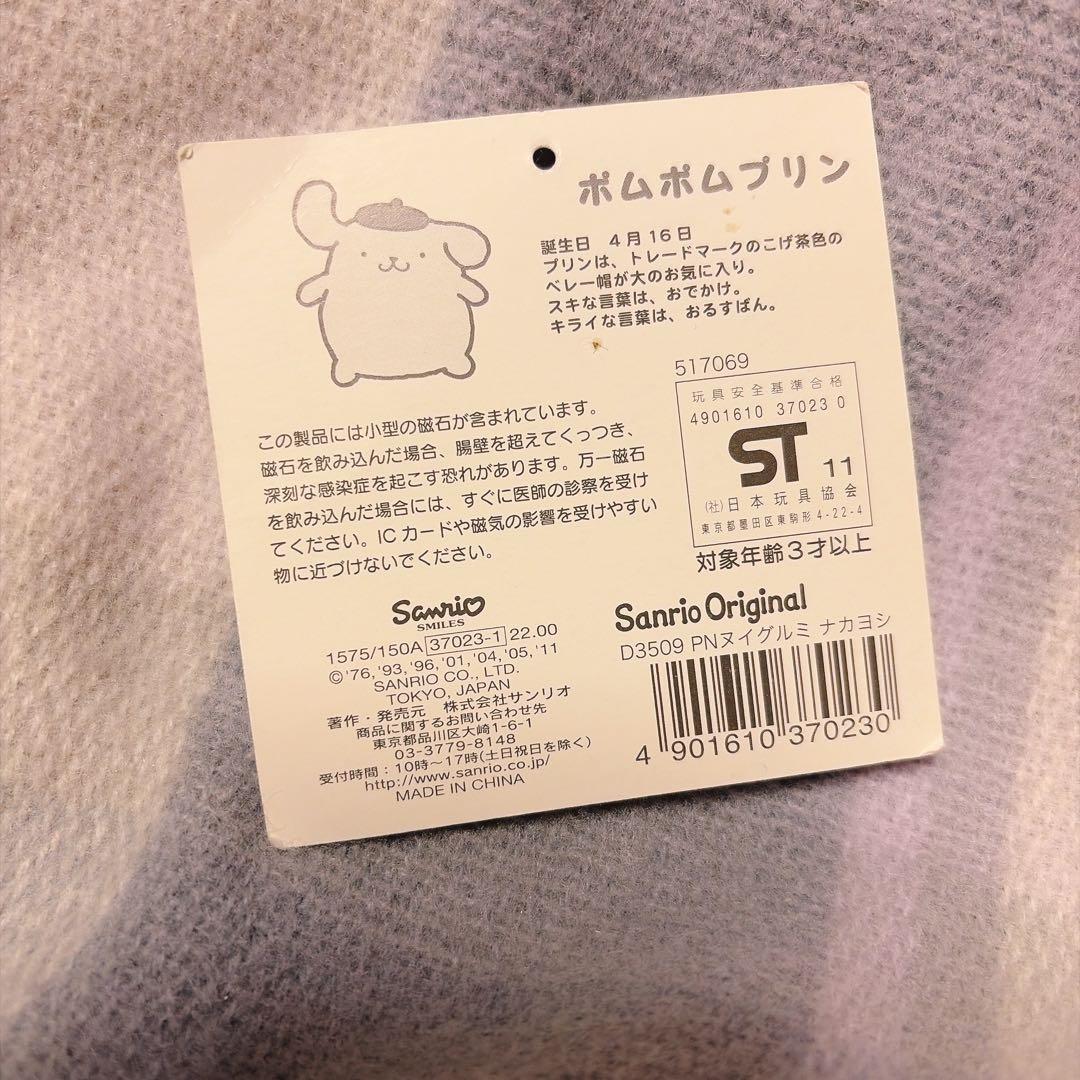 ポムポムプリン
誕生日 4月16日
プリンは、トレードマークのこげ茶色の
ベレー帽が大のお気に入り。
スキな言葉は、おでかけ。
キライな言葉は、おるすばん。
517069
玩具安全基準合格
4901610 37023 0
ST 11
(社)日本玩具協会
東京都墨田区東駒形 4-22-4
対象年齢3才以上
この製品には小型の磁石が含まれています。
磁石を飲み込んだ場合、腸壁を超えてくっつき、
深刻な感染症を起こす恐れがあります。万一磁石
を飲み込んだ場合には、すぐに医師の診察を受け
てください。ICカードや磁気の影響を受けやすい
物に近づけないでください。
Sanrio
SMILES
1575/150A 37023-1 22.00
©'76,'93,'96,'01,'04,'05,'11
SANRIO CO., LTD.
TOKYO, JAPAN
著作・発売元 株式会社サンリオ
商品に関するお問い合わせ先
東京都品川区大崎1-6-1
03-3779-8148
受付時間：10時〜17時(土日祝日を除く)
http://www.sanrio.co.jp/
MADE IN CHINA
Sanrio Original
D3509 PNヌイグルミ ナカヨシ
4 901610 370230